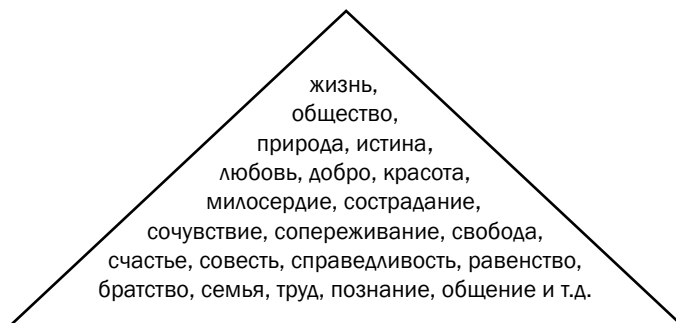 жизнь,
общество,
природа, истина,
любовь, добро, красота,
милосердие, сострадание,
сочувствие, сопереживание, свобода,
счастье, совесть, справедливость, равенство,
братство, семья, труд, познание, общение и т.д.